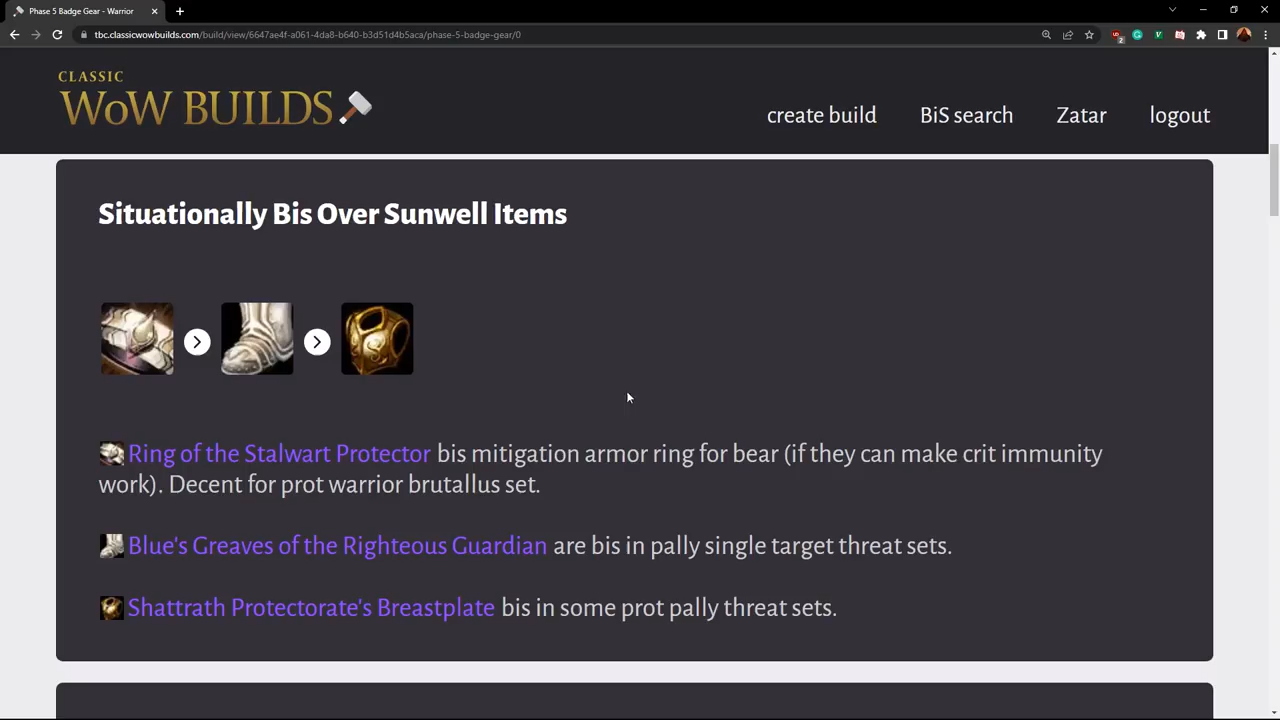 Phase 5 Badge Gear - Warrior
tbc.classicwowbuilds.com/build/view/6647ae4f-a061-4da8-b640-b3d51d4b5aca/phase-5-badge-gear/0
2
CLASSIC
WoW BUILDS
create build
BiS search
Zatar
logout
Situationally Bis Over Sunwell Items
Ring of the Stalwart Protector bis mitigation armor ring for bear (if they can make crit immunity
work). Decent for prot warrior brutallus set.
Blue's Greaves of the Righteous Guardian are bis in pally single target threat sets.
Shattrath Protectorate's Breastplate bis in some prot pally threat sets.